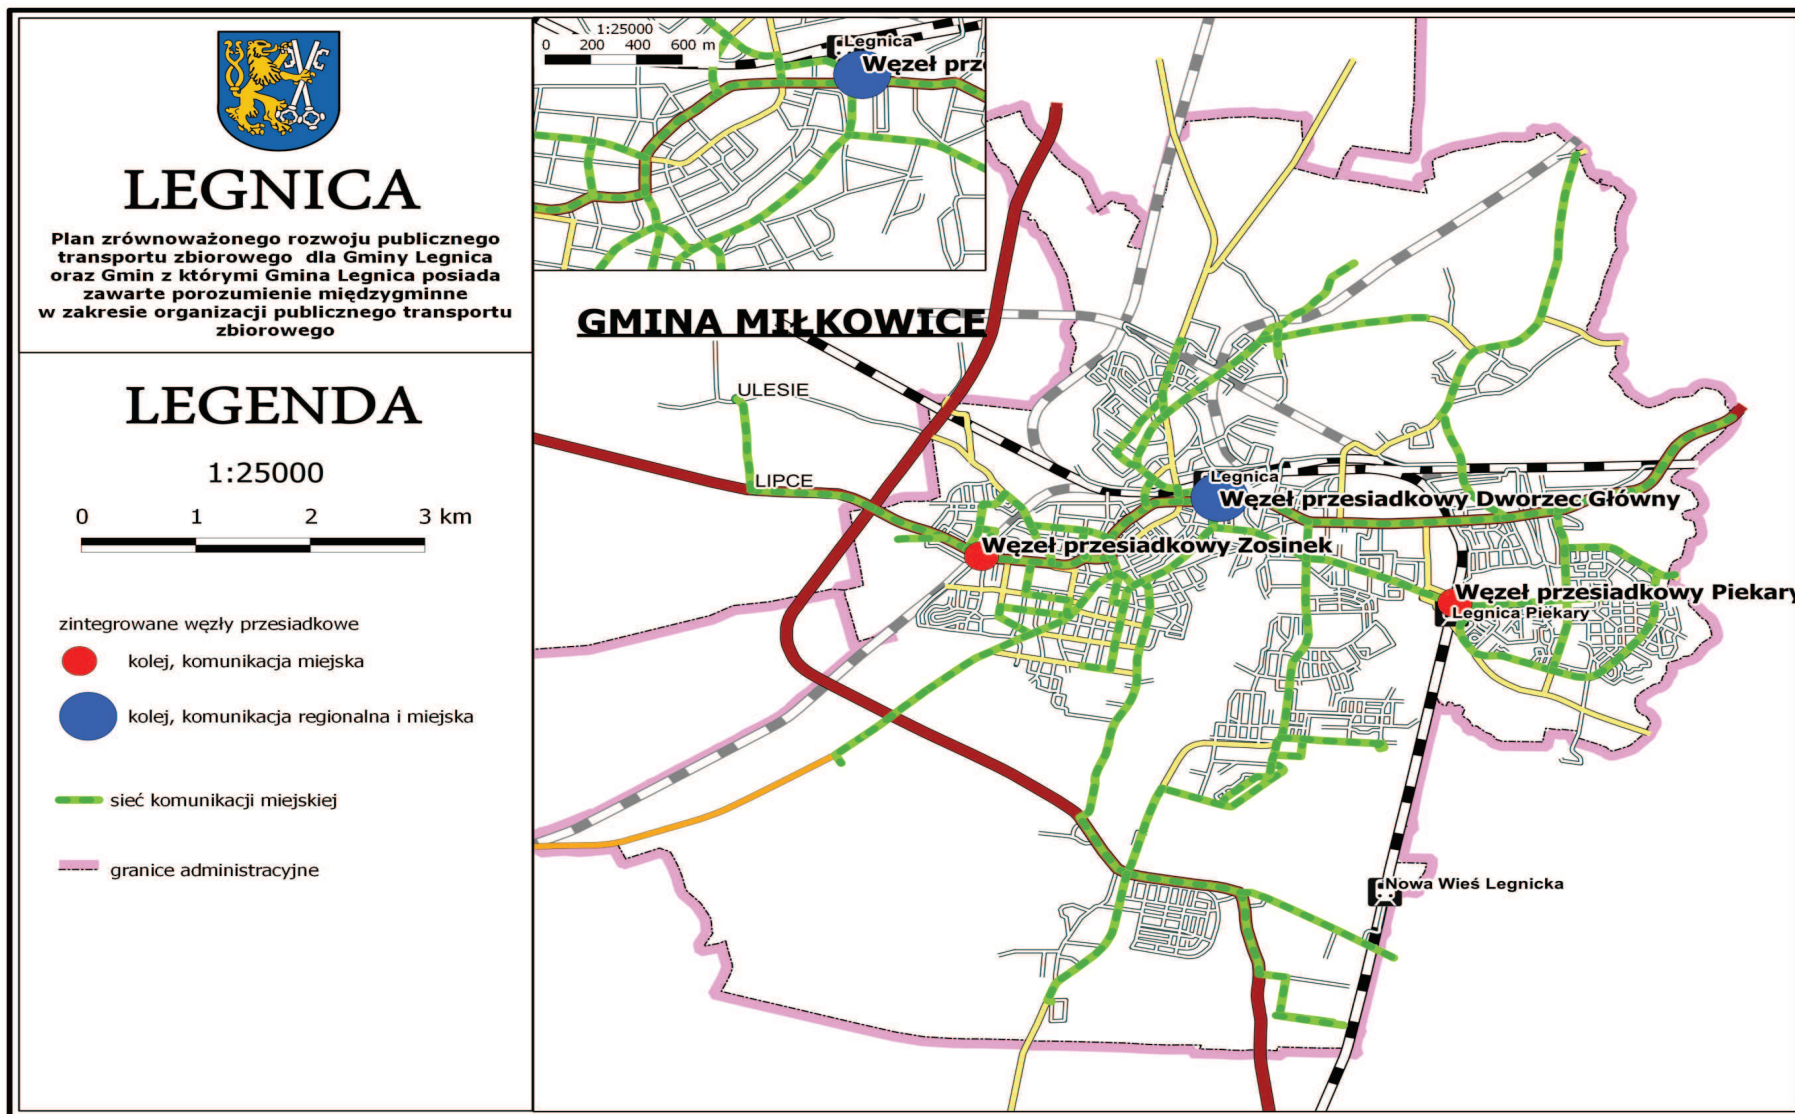 LEGNICA
Plan zrównoważonego rozwoju publicznego
transportu zbiorowego dla Gminy Legnica
oraz Gmin z którymi Gmina Legnica posiada
zawarte porozumienie międzygminne
w zakresie organizacji publicznego transportu
zbiorowego
LEGENDA
1:25000
0 1 2 3 km
zintegrowane węzły przesiadkowe
kolej, komunikacja miejska
kolej, komunikacja regionalna i miejska
sieć komunikacji miejskiej
granice administracyjne
1:25000
0 200 400 600 m
Legnica
Węzeł prze
GMINA MIŁKOWICE
ULESIE
LIPCE
Legnica
Węzeł przesiadkowy Dworzec Główny
Węzeł przesiadkowy Zosinek
Węzeł przesiadkowy Piekary
Legnica Piekary
Nowa Wieś Legnicka